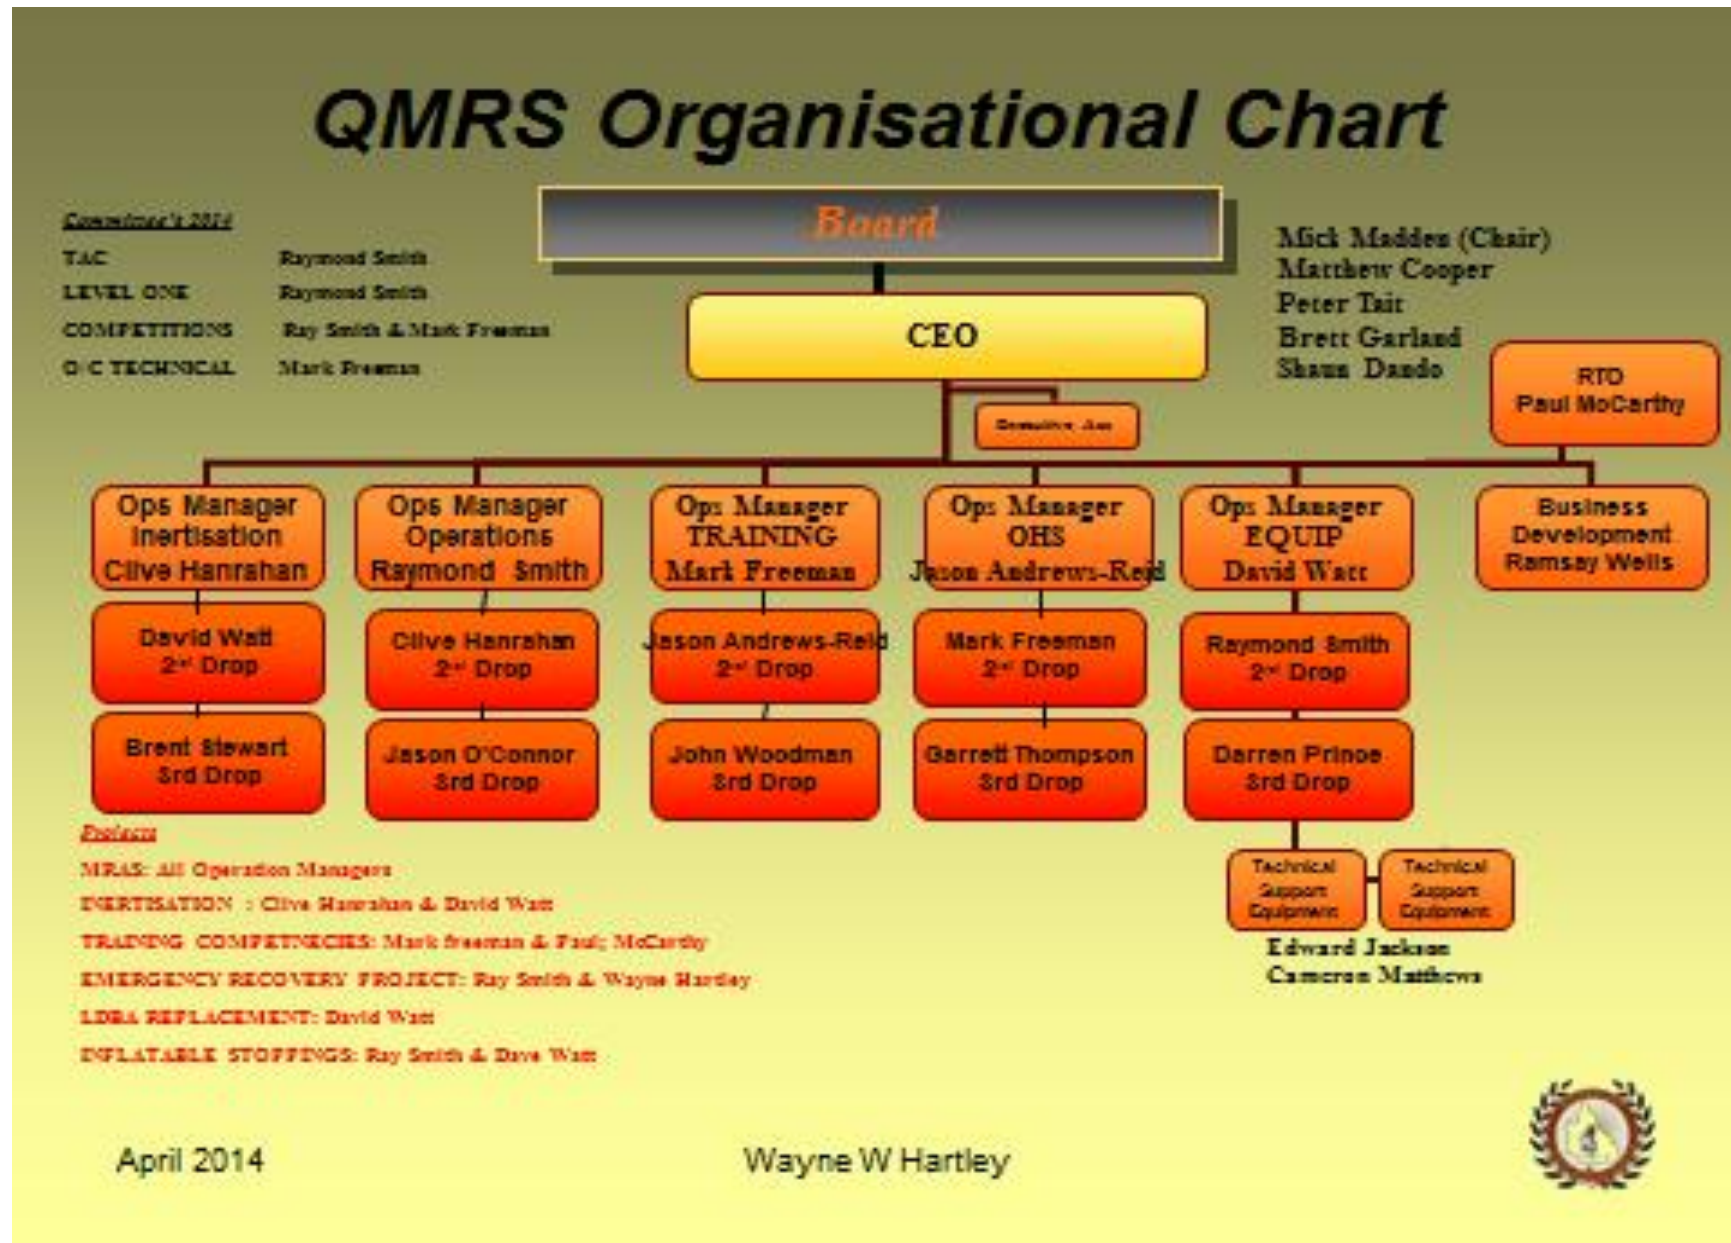 QMRS Organisational Chart
Board
Committee's 2014
TAC Raymond Smith
LEVEL ONE Raymond Smith
COMPETITIONS Ray Smith & Mark Freeman
O/C TECHNICAL Mark Freeman
Mick Madden (Chair)
Matthew Cooper
Peter Tait
Brett Garland
Shaun Dando
CEO
RTO
Paul McCarthy
Ops Manager
Inertisation
Clive Hanrahan
Ops Manager
Operations
Raymond Smith
Ops Manager
TRAINING
Mark Freeman
Ops Manager
OHS
Jason Andrews-Reid
Ops Manager
EQUIP
David Watt
Business
Development
Ramsay Wells
David Watt
2nd Drop
Clive Hanrahan
2nd Drop
Jason Andrews-Reid
2nd Drop
Mark Freeman
2nd Drop
Raymond Smith
2nd Drop
Brent Stewart
3rd Drop
Jason O'Connor
3rd Drop
John Woodman
3rd Drop
Garrett Thompson
3rd Drop
Darren Prince
3rd Drop
Technical
Support
Equipment
Technical
Support
Equipment
Edward Jackson
Cameron Matthews
Projects
MRAS: All Operation Managers
INERTISATION : Clive Hanrahan & David Watt
TRAINING COMPETNECIES: Mark freeman & Paul; McCarthy
EMERGENCY RECOVERY PROJECT: Ray Smith & Wayne Hartley
LDBA REPLACEMENT: David Watt
INFLATABLE STOPPINGS: Ray Smith & Dave Watt
April 2014
Wayne W Hartley